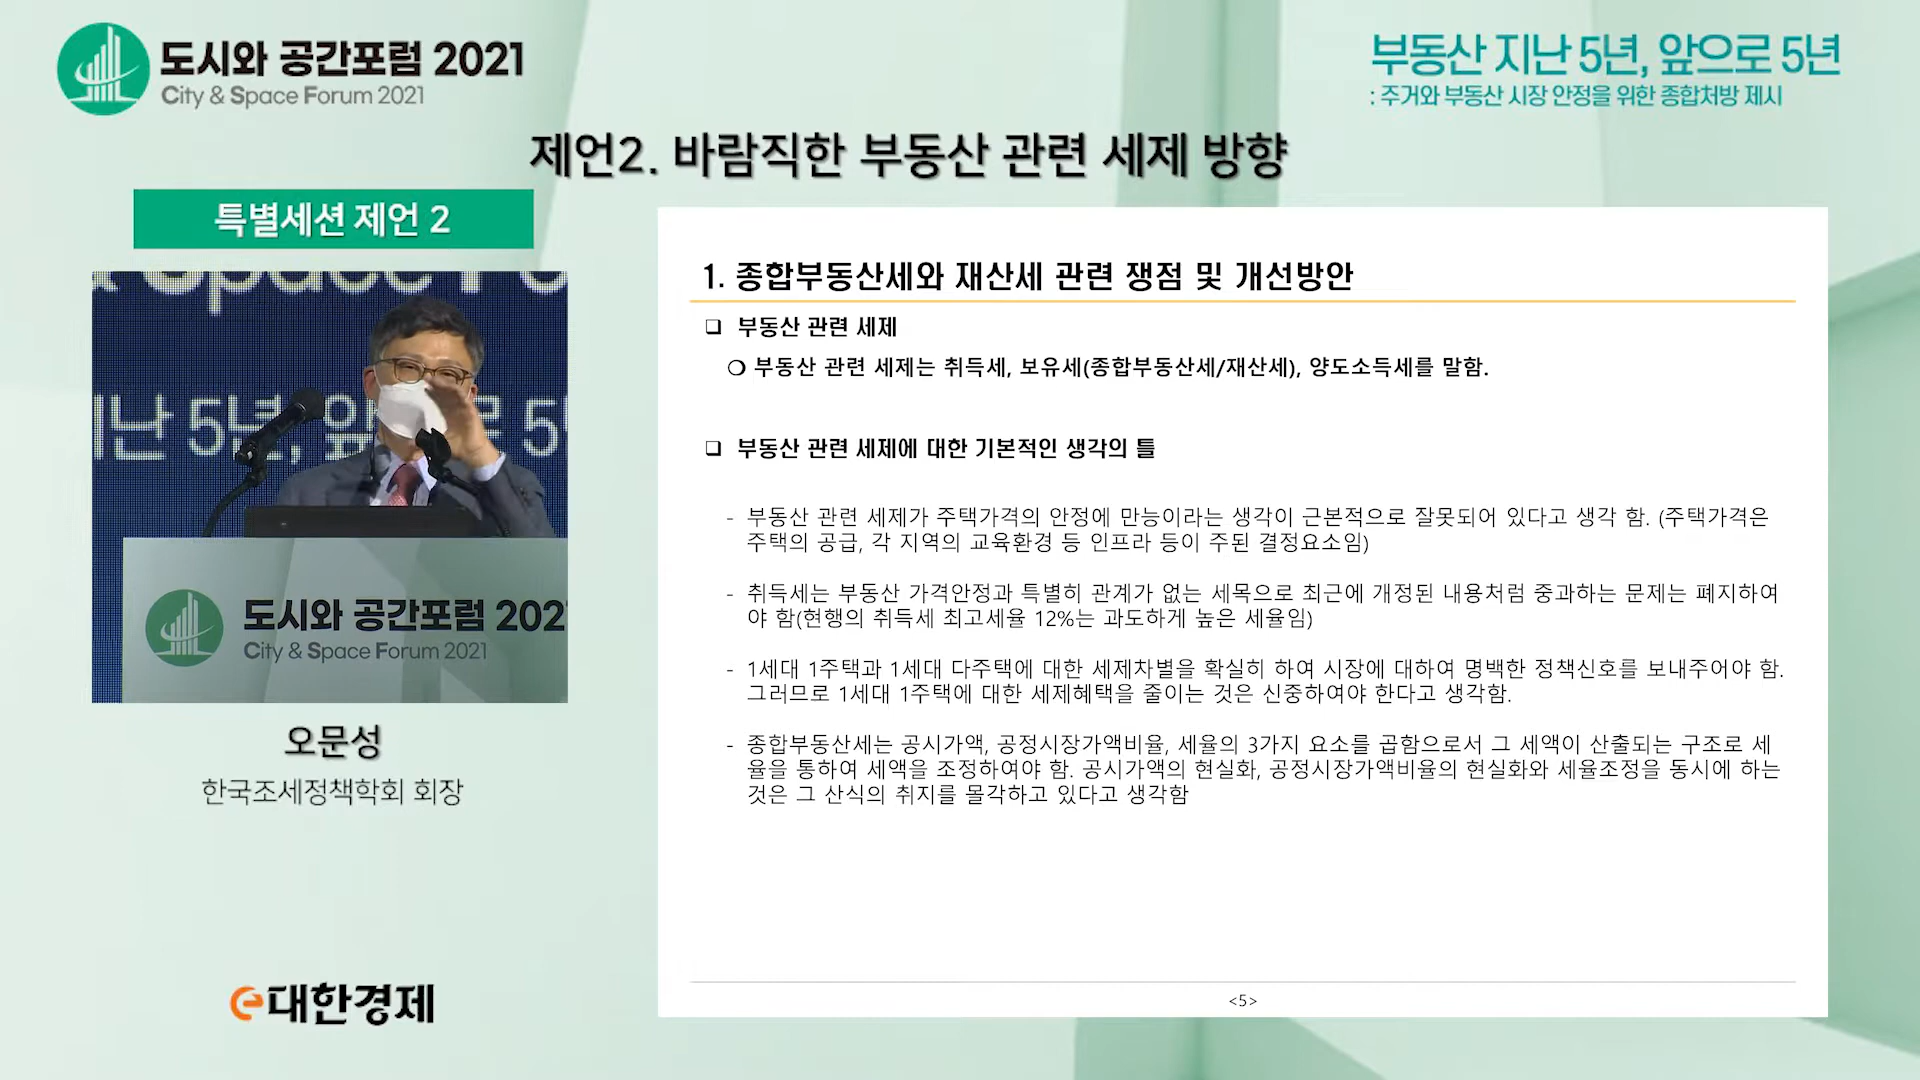 도시와 공간포럼 2021
City & Space Forum 2021
부동산 지난 5년, 앞으로 5년
: 주거와 부동산 시장 안정을 위한 종합처방 제시
제언2. 바람직한 부동산 관련 세제 방향
특별세션 제언 2
& Space Fo
지난 5년, 앞으로 5
도시와 공간포럼 202
City & Space Forum 2021
오문성
한국조세정책학회 회장
e대한경제
1. 종합부동산세와 재산세 관련 쟁점 및 개선방안
❑ 부동산 관련 세제
❍ 부동산 관련 세제는 취득세, 보유세(종합부동산세/재산세), 양도소득세를 말함.
❑ 부동산 관련 세제에 대한 기본적인 생각의 틀
- 부동산 관련 세제가 주택가격의 안정에 만능이라는 생각이 근본적으로 잘못되어 있다고 생각 함. (주택가격은
주택의 공급, 각 지역의 교육환경 등 인프라 등이 주된 결정요소임)
- 취득세는 부동산 가격안정과 특별히 관계가 없는 세목으로 최근에 개정된 내용처럼 중과하는 문제는 폐지하여
야 함(현행의 취득세 최고세율 12%는 과도하게 높은 세율임)
- 1세대 1주택과 1세대 다주택에 대한 세제차별을 확실히 하여 시장에 대하여 명백한 정책신호를 보내주어야 함.
그러므로 1세대 1주택에 대한 세제혜택을 줄이는 것은 신중하여야 한다고 생각함.
- 종합부동산세는 공시가액, 공정시장가액비율, 세율의 3가지 요소를 곱함으로서 그 세액이 산출되는 구조로 세
율을 통하여 세액을 조정하여야 함. 공시가액의 현실화, 공정시장가액비율의 현실화와 세율조정을 동시에 하는
것은 그 산식의 취지를 몰각하고 있다고 생각함
<5>